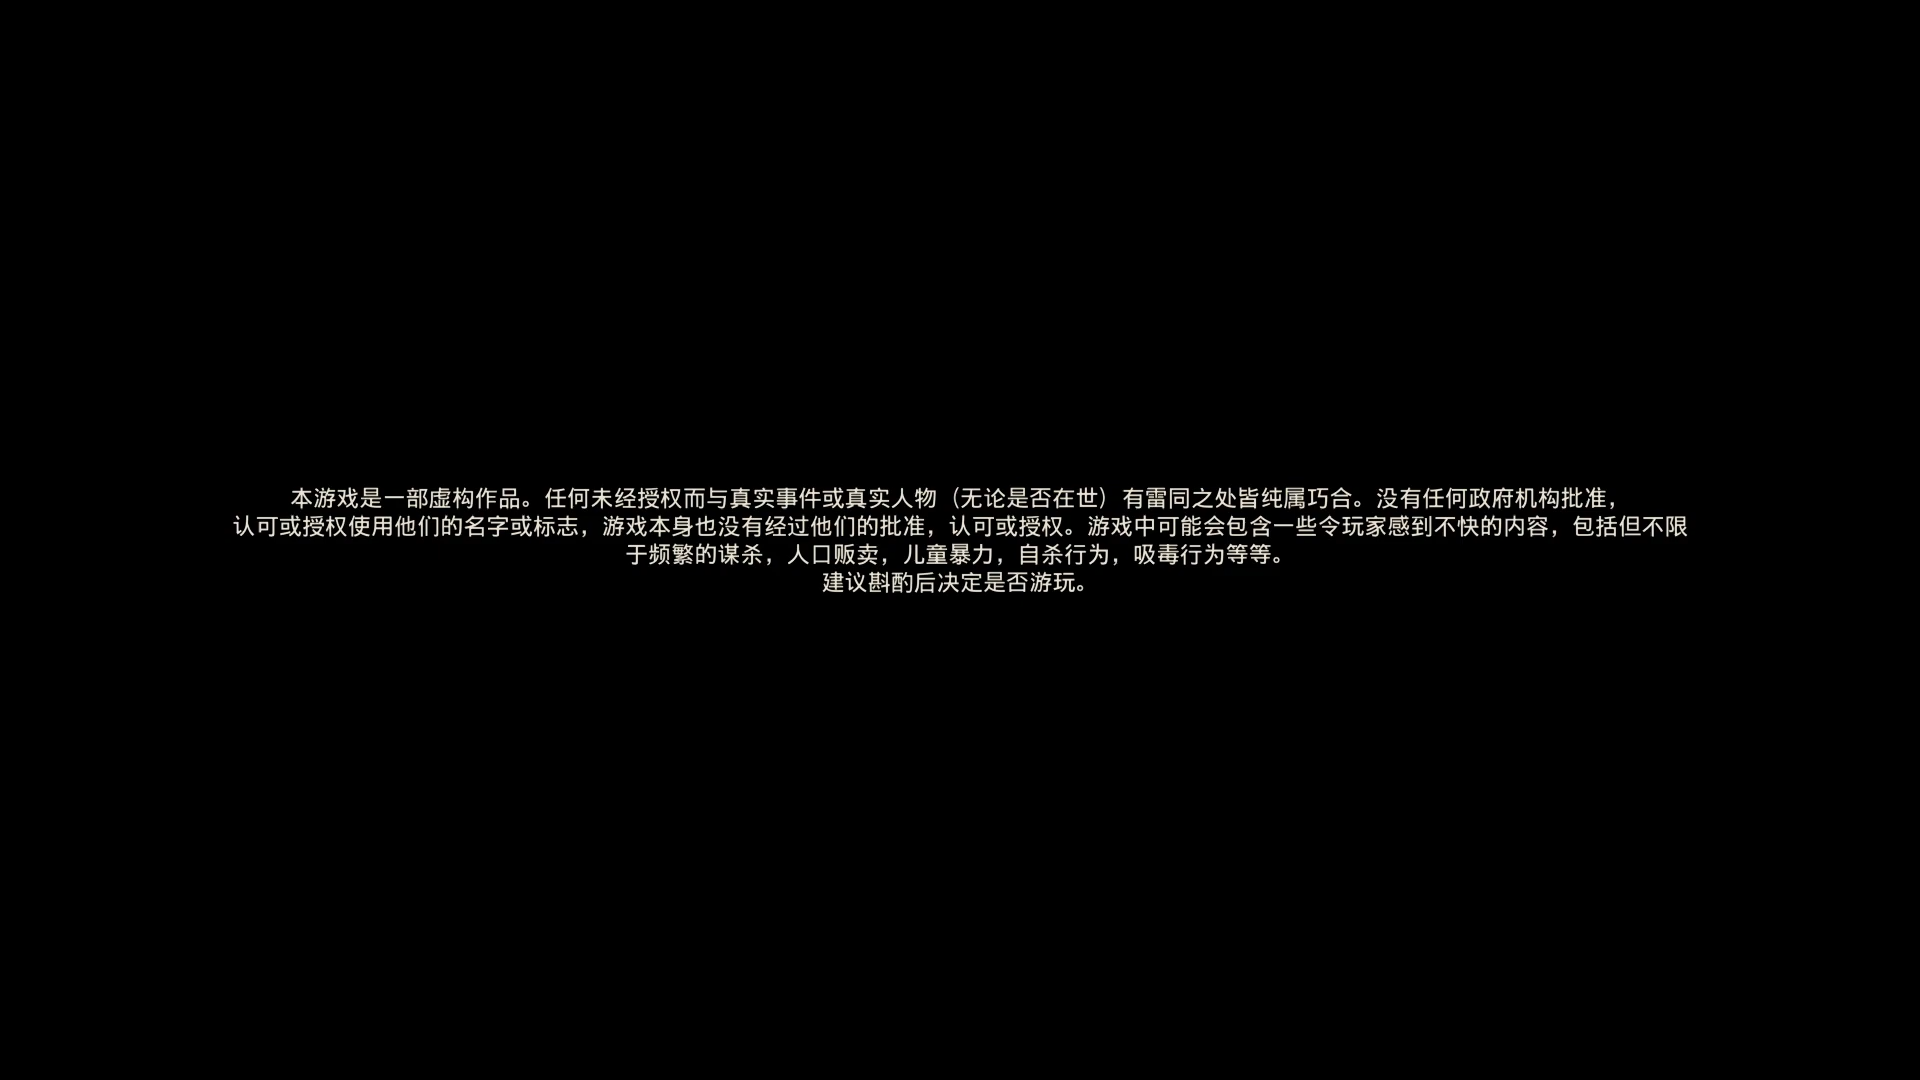 本游戏是一部虚构作品。任何未经授权而与真实事件或真实人物（无论是否在世）有雷同之处皆纯属巧合。没有任何政府机构批准，
认可或授权使用他们的名字或标志，游戏本身也没有经过他们的批准，认可或授权。游戏中可能会包含一些令玩家感到不快的内容，包括但不限
于频繁的谋杀，人口贩卖，儿童暴力，自杀行为，吸毒行为等等。
建议斟酌后决定是否游玩。